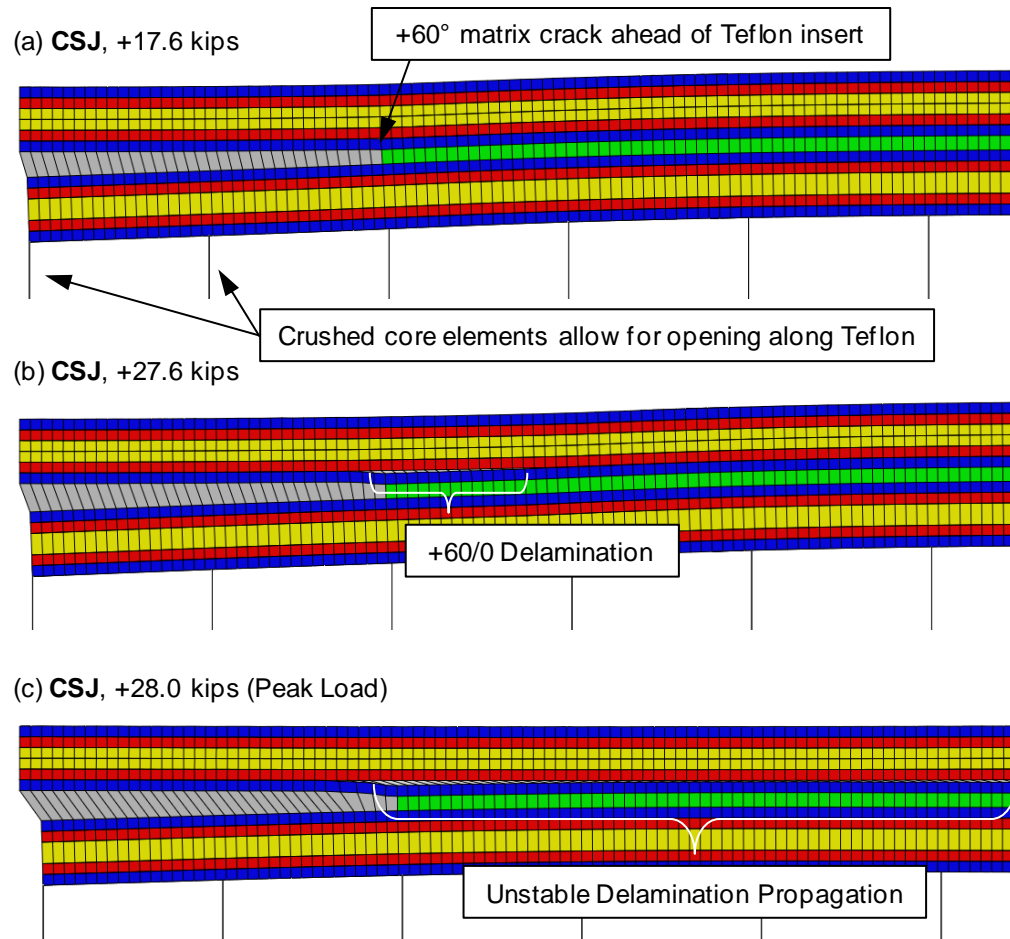 (a) CSJ, +17.6 kips
+60° matrix crack ahead of Teflon insert
Crushed core elements allow for opening along Teflon
(b) CSJ, +27.6 kips
+60/0 Delamination
(c) CSJ, +28.0 kips (Peak Load)
Unstable Delamination Propagation